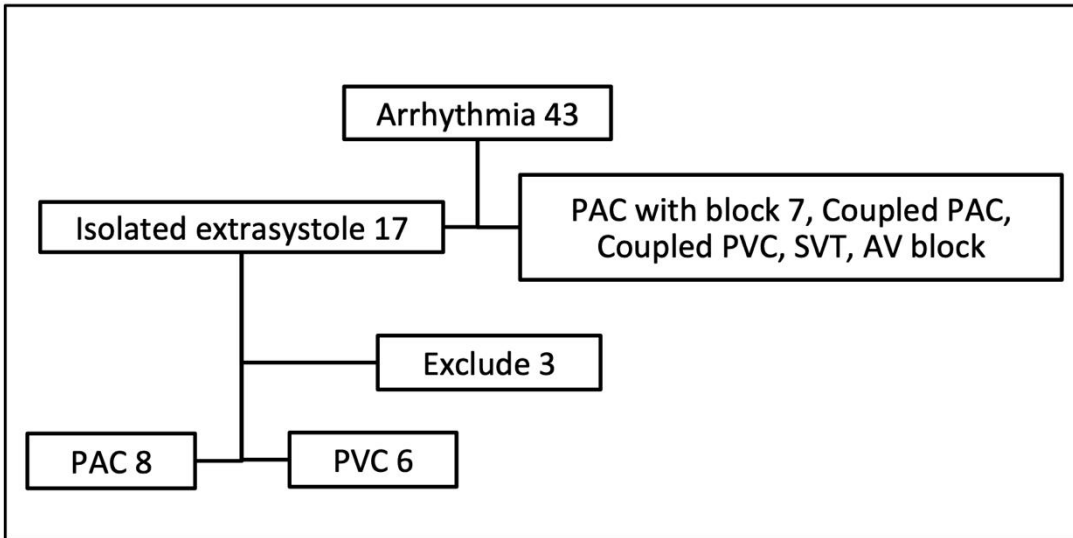 Arrhythmia 43
Isolated extrasystole 17
PAC with block 7, Coupled PAC,
Coupled PVC, SVT, AV block
Exclude 3
PAC 8
PVC 6